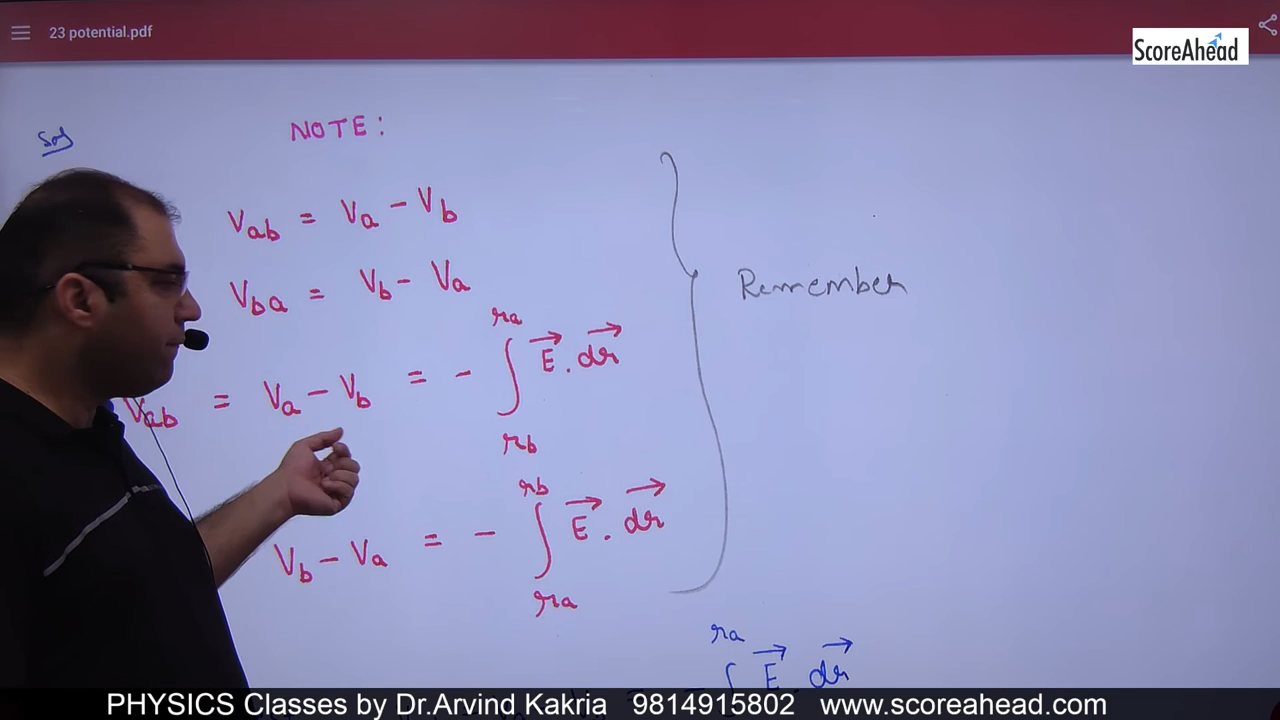 23 potential.pdf
ScoreAhead
Sol
NOTE:
Vab = Va - Vb
Vba = Vb - Va
Remember
Vab = Va - Vb = - ∫ra rb E⃗ . dr⃗
Vb - Va = - ∫rb ra E⃗ . dr⃗
ra E⃗ dr⃗
PHYSICS Classes by Dr.Arvind Kakria 9814915802 www.scoreahead.com